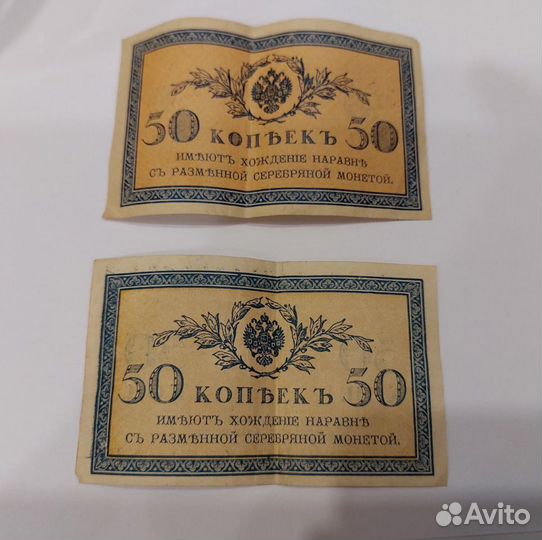 50 КОПѢЕКЪ 50
ИМѢЮТЪ ХОЖДЕНІЕ НАРАВНѢ
СЪ РАЗМѢННОЙ СЕРЕБРЯНОЙ МОНЕТОЙ.
50 КОПѢЕКЪ 50
ИМѢЮТЪ ХОЖДЕНІЕ НАРАВНѢ
СЪ РАЗМѢННОЙ СЕРЕБРЯНОЙ МОНЕТОЙ.
Avito